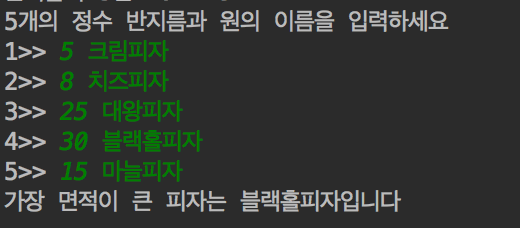 5개의 정수 반지름과 원의 이름을 입력하세요
1>> 5 크림피자
2>> 8 치즈피자
3>> 25 대왕피자
4>> 30 블랙홀피자
5>> 15 마늘피자
가장 면적이 큰 피자는 블랙홀피자입니다